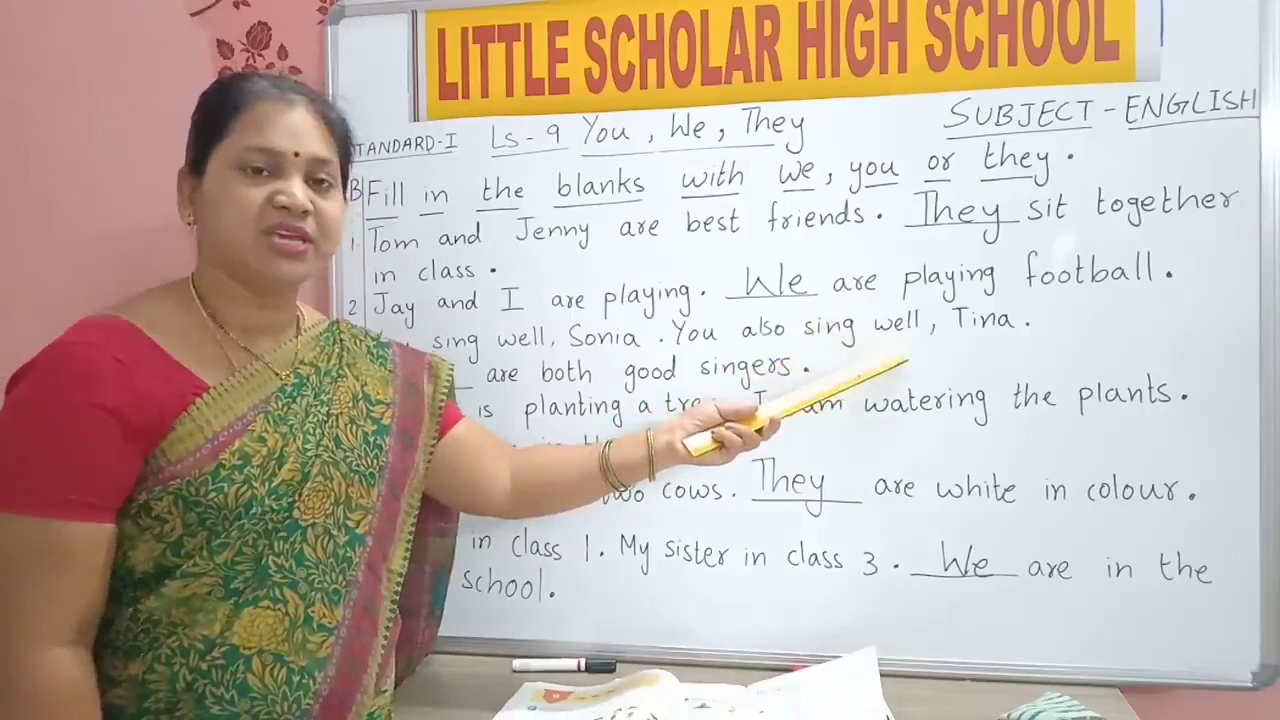 LITTLE SCHOLAR HIGH SCHOOL
STANDARD-I Ls-9 You, We, They SUBJECT-ENGLISH
B Fill in the blanks with we, you or they.
1. Tom and Jenny are best friends. They sit together
in class.
2 Jay and I are playing. We are playing football.
sing well, Sonia. You also sing well, Tina.
are both good singers.
is planting a tree. I am watering the plants.
two cows. They are white in colour.
in class 1. My sister in class 3. We are in the
school.